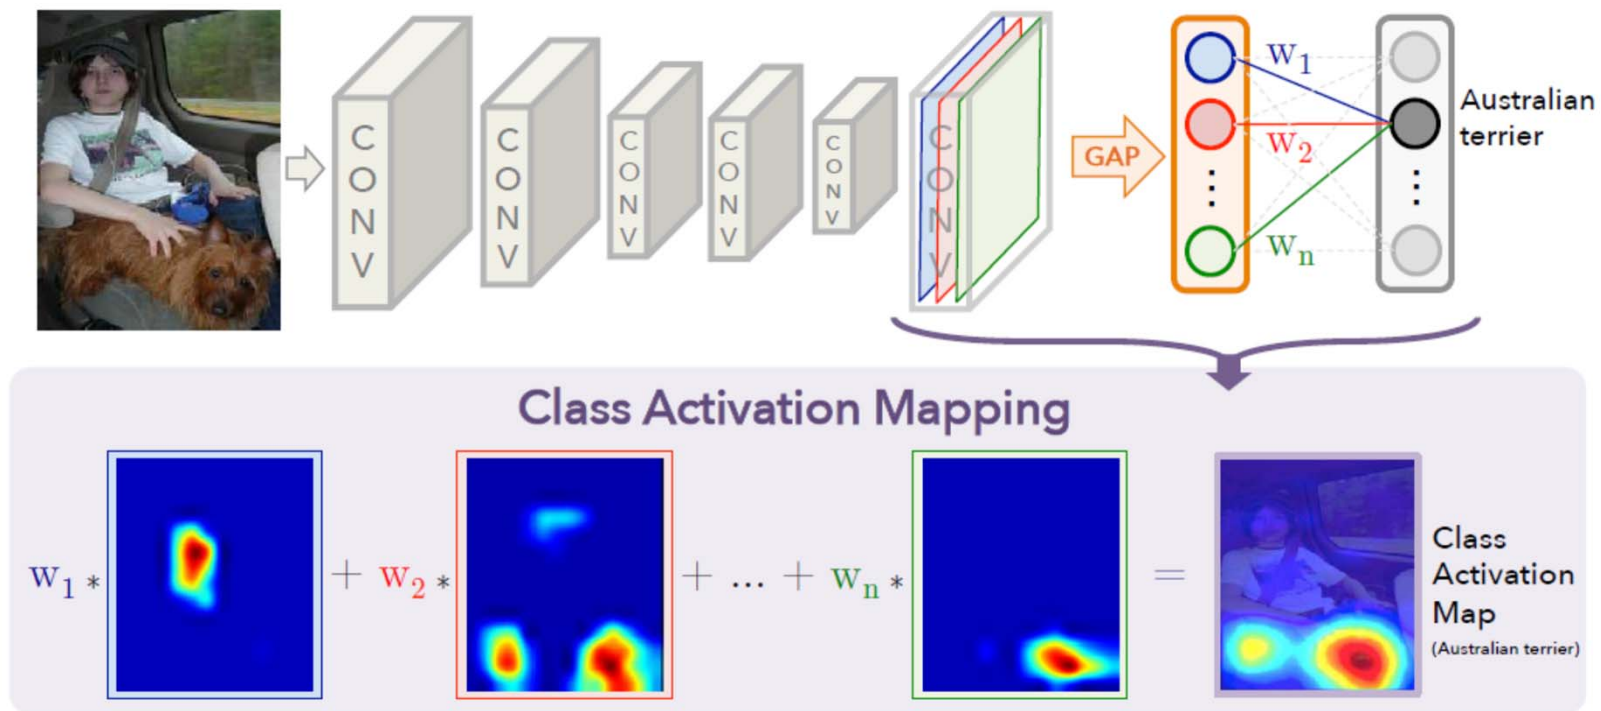 CONV
CONV
CONV
CONV
CONV
CONV
GAP
w1
w2
⋮
wn
⋮
Australian
terrier
Class Activation Mapping
w1 * + w2 * + ... + wn * =
Class
Activation
Map
(Australian terrier)